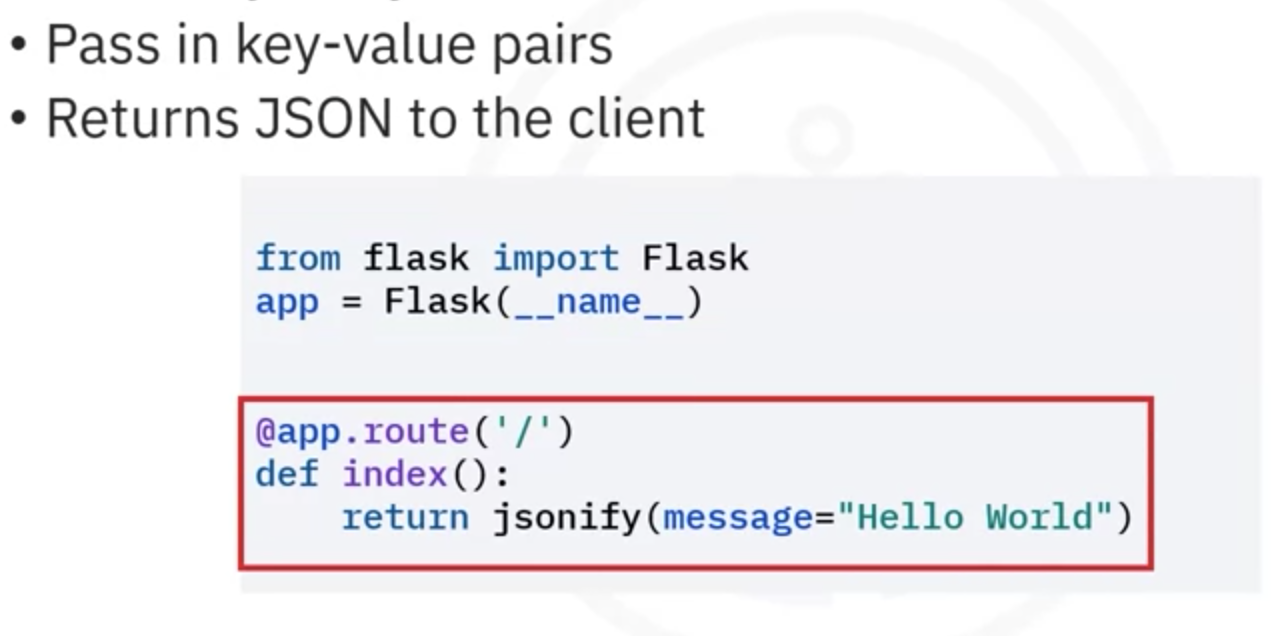 • Pass in key-value pairs
• Returns JSON to the client
from flask import Flask
app = Flask(__name__)
@app.route('/')
def index():
    return jsonify(message="Hello World")